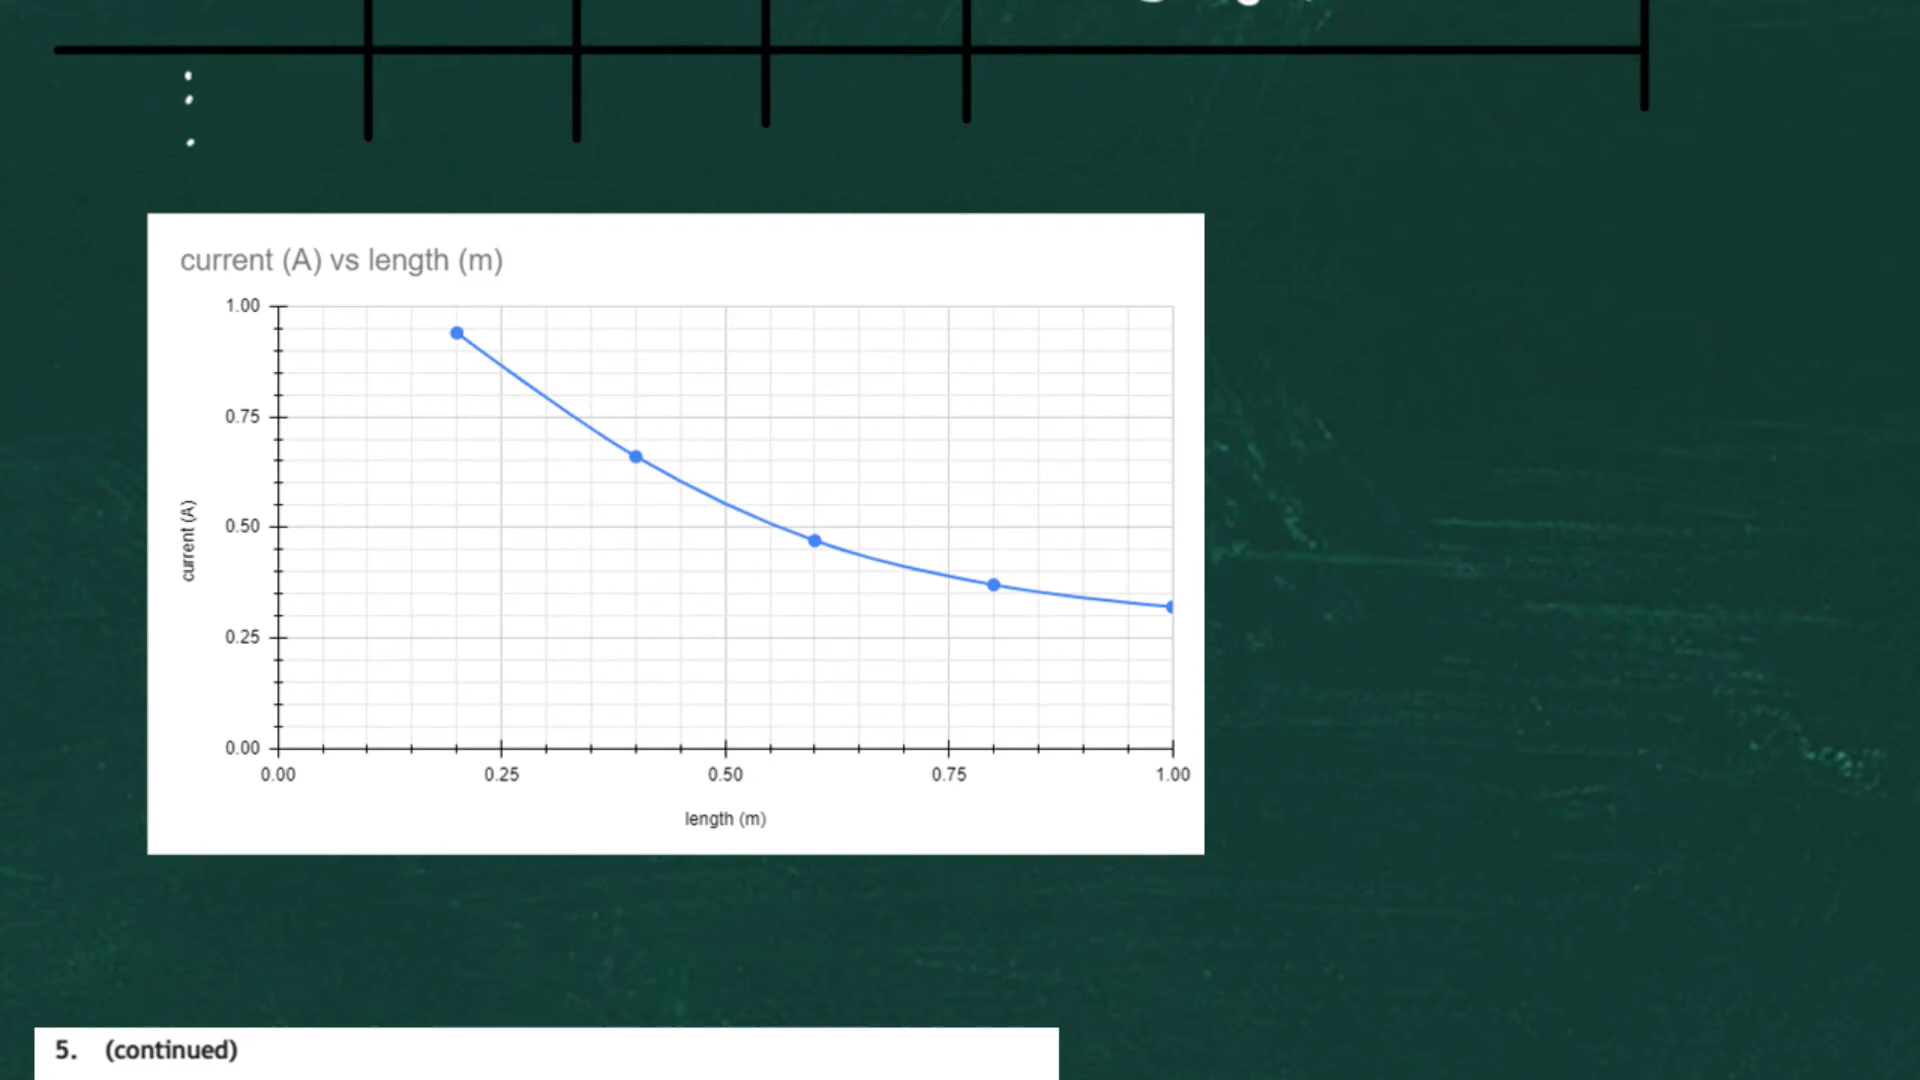 current (A) vs length (m)
1.00
0.75
0.50
0.25
0.00
current (A)
0.00 0.25 0.50 0.75 1.00
length (m)
5. (continued)